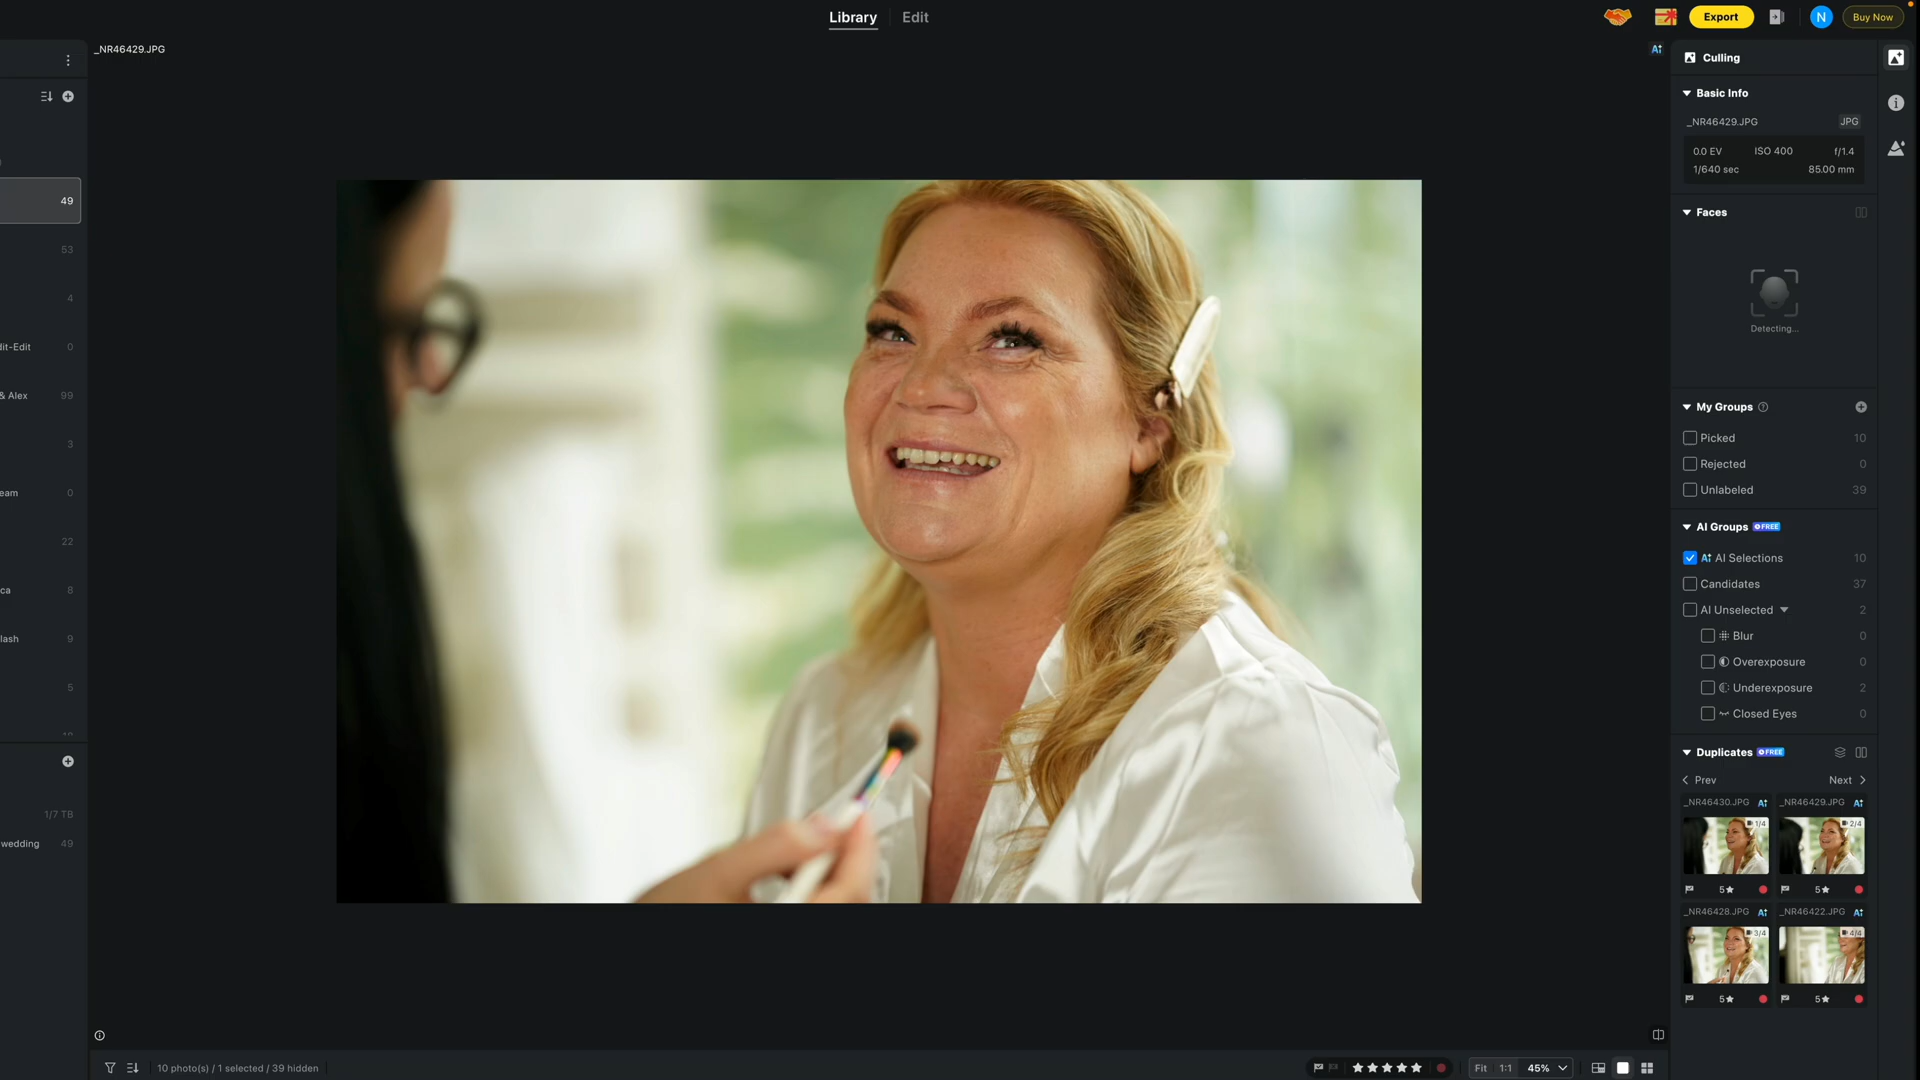 Library
Edit
Export
N
Buy Now
_NR46429.JPG
49
53
4
dit-Edit 0
& Alex 99
3
eam 0
22
ca 8
lash 9
5
1/7 TB
wedding 49
Culling
Basic Info
_NR46429.JPG JPG
0.0 EV ISO 400 f/1.4
1/640 sec 85.00 mm
Faces
Detecting...
My Groups
Picked 10
Rejected 0
Unlabeled 39
AI Groups FREE
AI Selections 10
Candidates 37
AI Unselected 2
Blur 0
Overexposure 0
Underexposure 2
Closed Eyes 0
Duplicates FREE
Prev Next
_NR46430.JPG _NR46429.JPG
1/4 2/4
5 5
_NR46428.JPG _NR46422.JPG
3/4 4/4
5 5
10 photo(s) / 1 selected / 39 hidden
Fit 1:1 45%